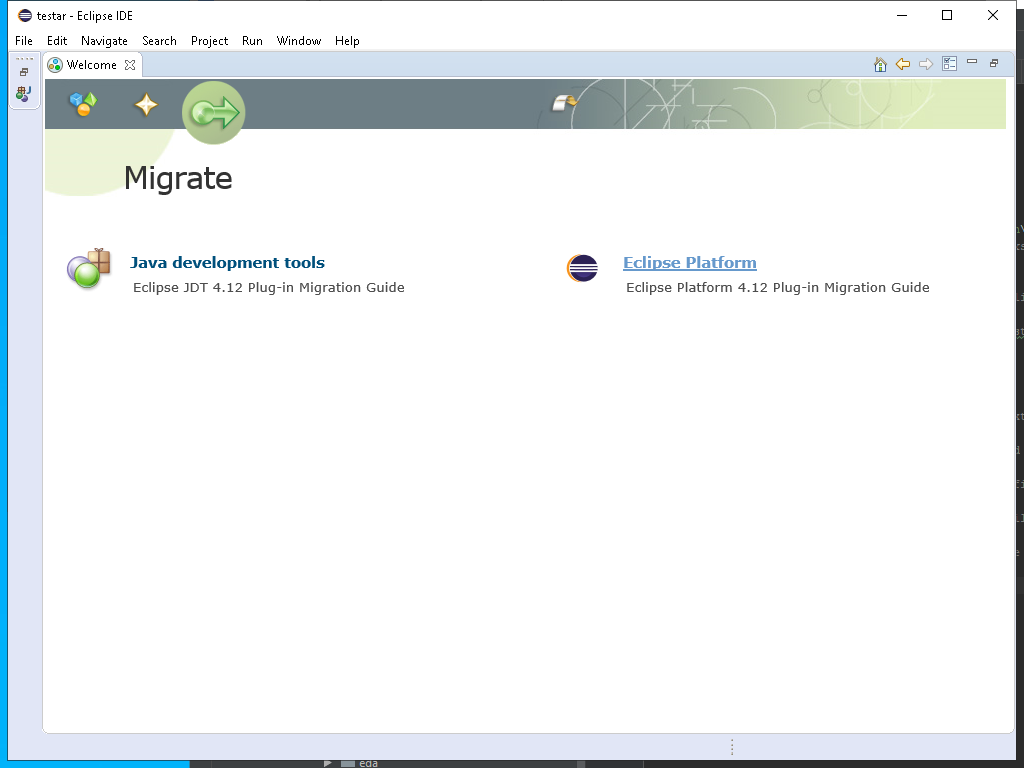 testar - Eclipse IDE
File Edit Navigate Search Project Run Window Help
Welcome
Migrate
Java development tools
Eclipse JDT 4.12 Plug-in Migration Guide
Eclipse Platform
Eclipse Platform 4.12 Plug-in Migration Guide
eda